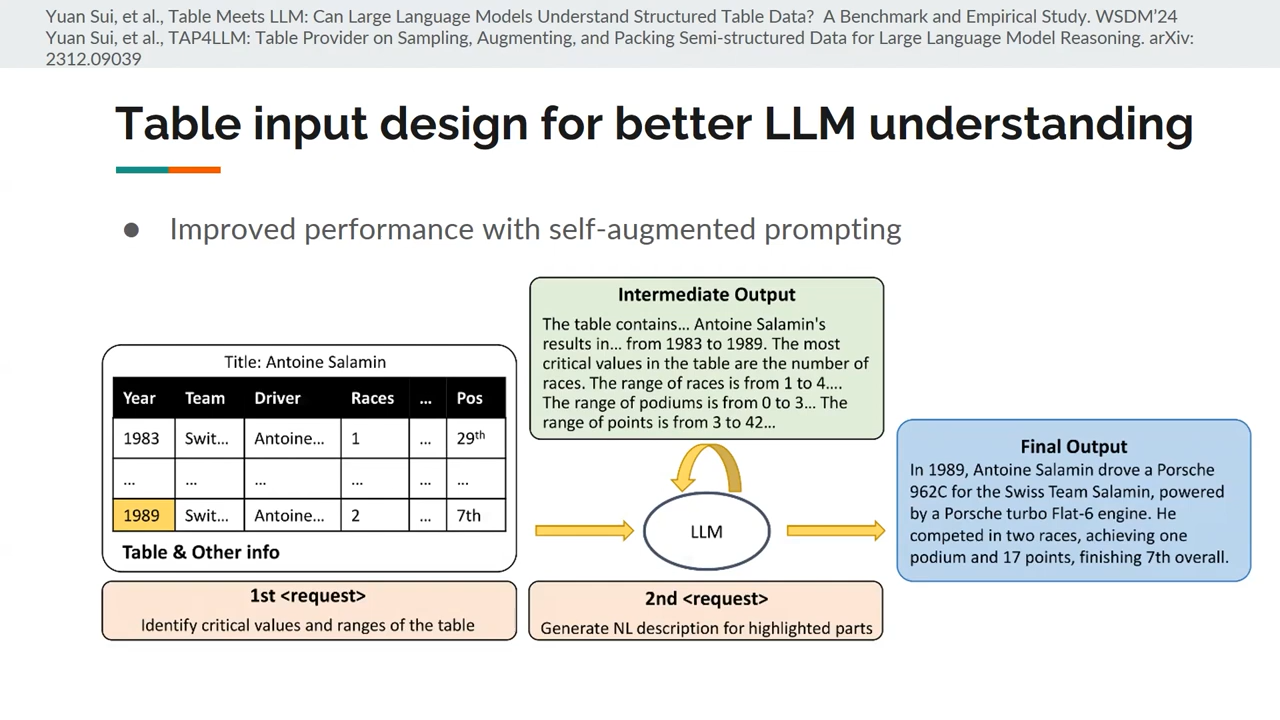 Yuan Sui, et al., Table Meets LLM: Can Large Language Models Understand Structured Table Data? A Benchmark and Empirical Study. WSDM’24
Yuan Sui, et al., TAP4LLM: Table Provider on Sampling, Augmenting, and Packing Semi-structured Data for Large Language Model Reasoning. arXiv:
2312.09039
Table input design for better LLM understanding
● Improved performance with self-augmented prompting
Title: Antoine Salamin
Year Team Driver Races ... Pos
1983 Swit... Antoine... 1 ... 29th
... ... ... ... ... ...
1989 Swit... Antoine... 2 ... 7th
Table & Other info
1st <request>
Identify critical values and ranges of the table
Intermediate Output
The table contains... Antoine Salamin's
results in... from 1983 to 1989. The most
critical values in the table are the number of
races. The range of races is from 1 to 4....
The range of podiums is from 0 to 3... The
range of points is from 3 to 42...
LLM
2nd <request>
Generate NL description for highlighted parts
Final Output
In 1989, Antoine Salamin drove a Porsche
962C for the Swiss Team Salamin, powered
by a Porsche turbo Flat-6 engine. He
competed in two races, achieving one
podium and 17 points, finishing 7th overall.